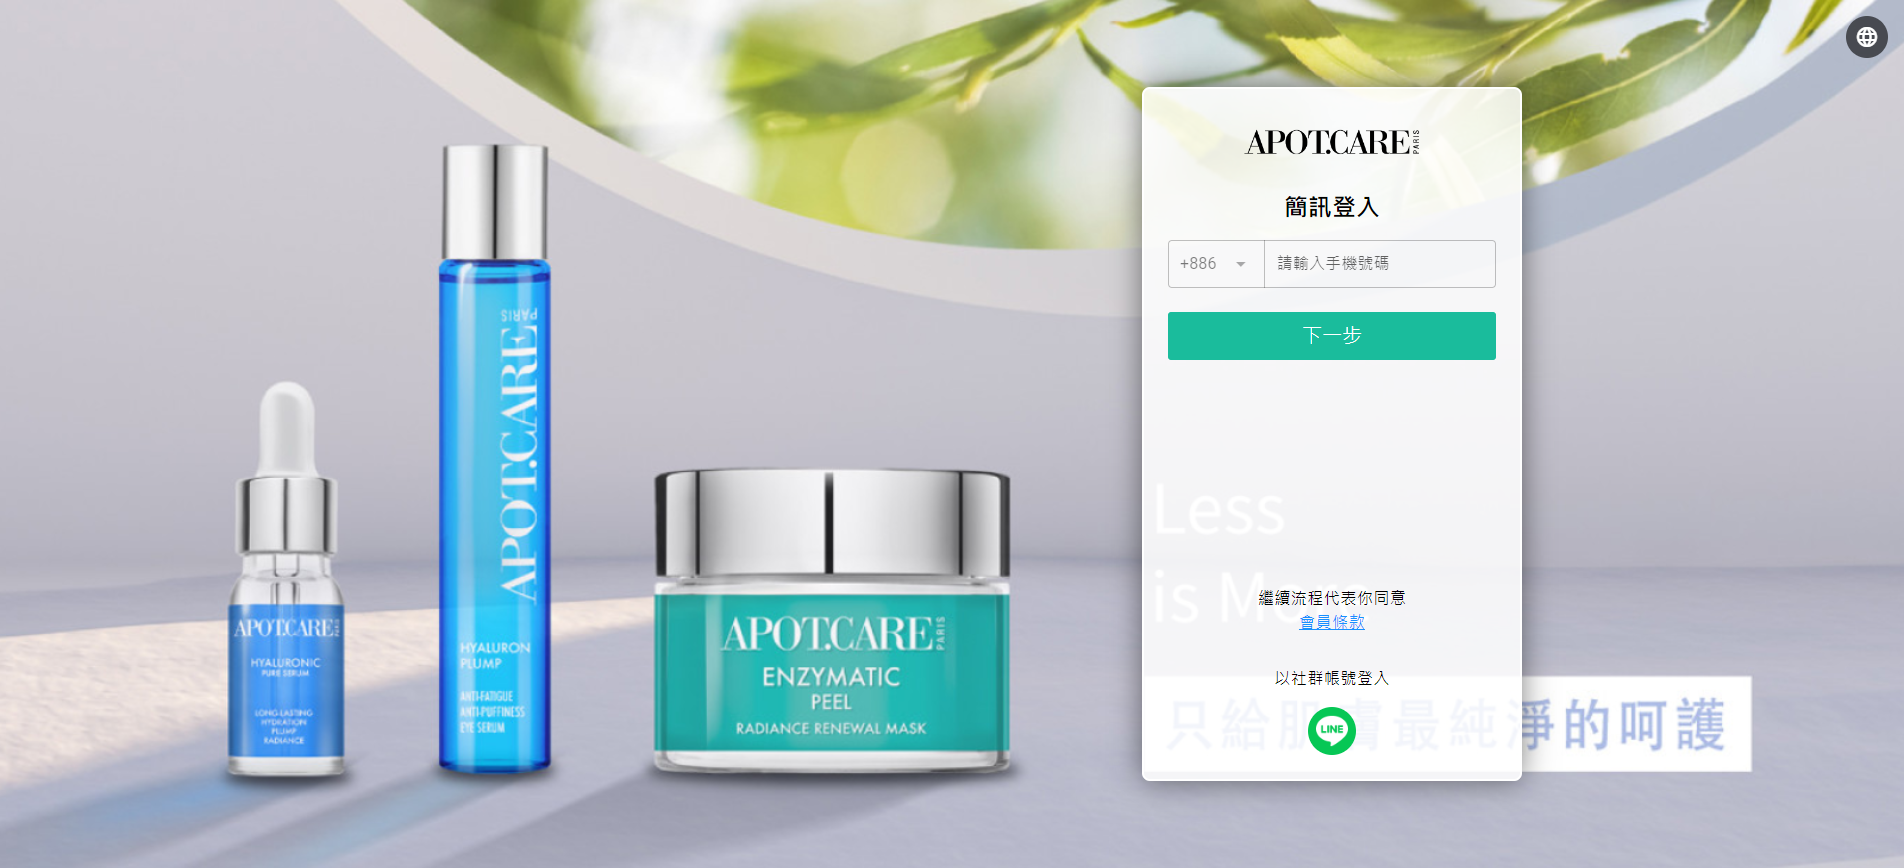 APOT.CARE PARIS
簡訊登入
+886
請輸入手機號碼
下一步
Less
is More
繼續流程代表你同意
會員條款
以社群帳號登入
LINE
只給肌膚最純淨的呵護
APOT.CARE PARIS
HYALURONIC
PURE SERUM
LONG-LASTING
HYDRATION
PLUMP
RADIANCE
APOT.CARE PARIS
HYALURON
PLUMP
ANTI-FATIGUE
ANTI-PUFFINESS
EYE SERUM
APOT.CARE PARIS
ENZYMATIC
PEEL
RADIANCE RENEWAL MASK